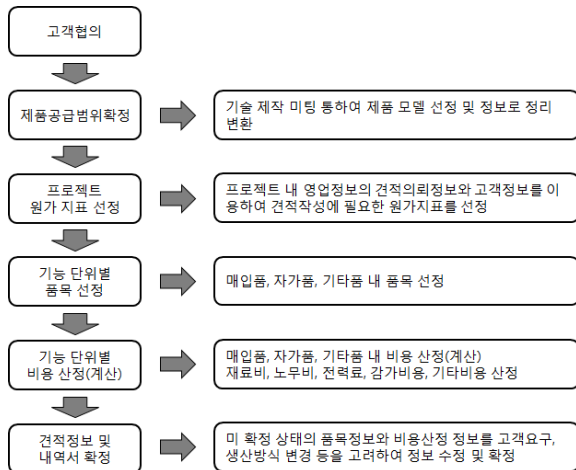 고객협의
제품공급범위확정
기술 제작 미팅 통하여 제품 모델 선정 및 정보로 정리
변환
프로젝트
원가 지표 선정
프로젝트 내 영업정보의 견적의뢰정보와 고객정보를 이
용하여 견적작성에 필요한 원가지표를 선정
기능 단위별
품목 선정
매입품, 자가품, 기타품 내 품목 선정
기능 단위별
비용 산정(계산)
매입품, 자가품, 기타품 내 비용 산정(계산)
재료비, 노무비, 전력료, 감가비용, 기타비용 산정
견적정보 및
내역서 확정
미 확정 상태의 품목정보와 비용산정 정보를 고객요구,
생산방식 변경 등을 고려하여 정보 수정 및 확정